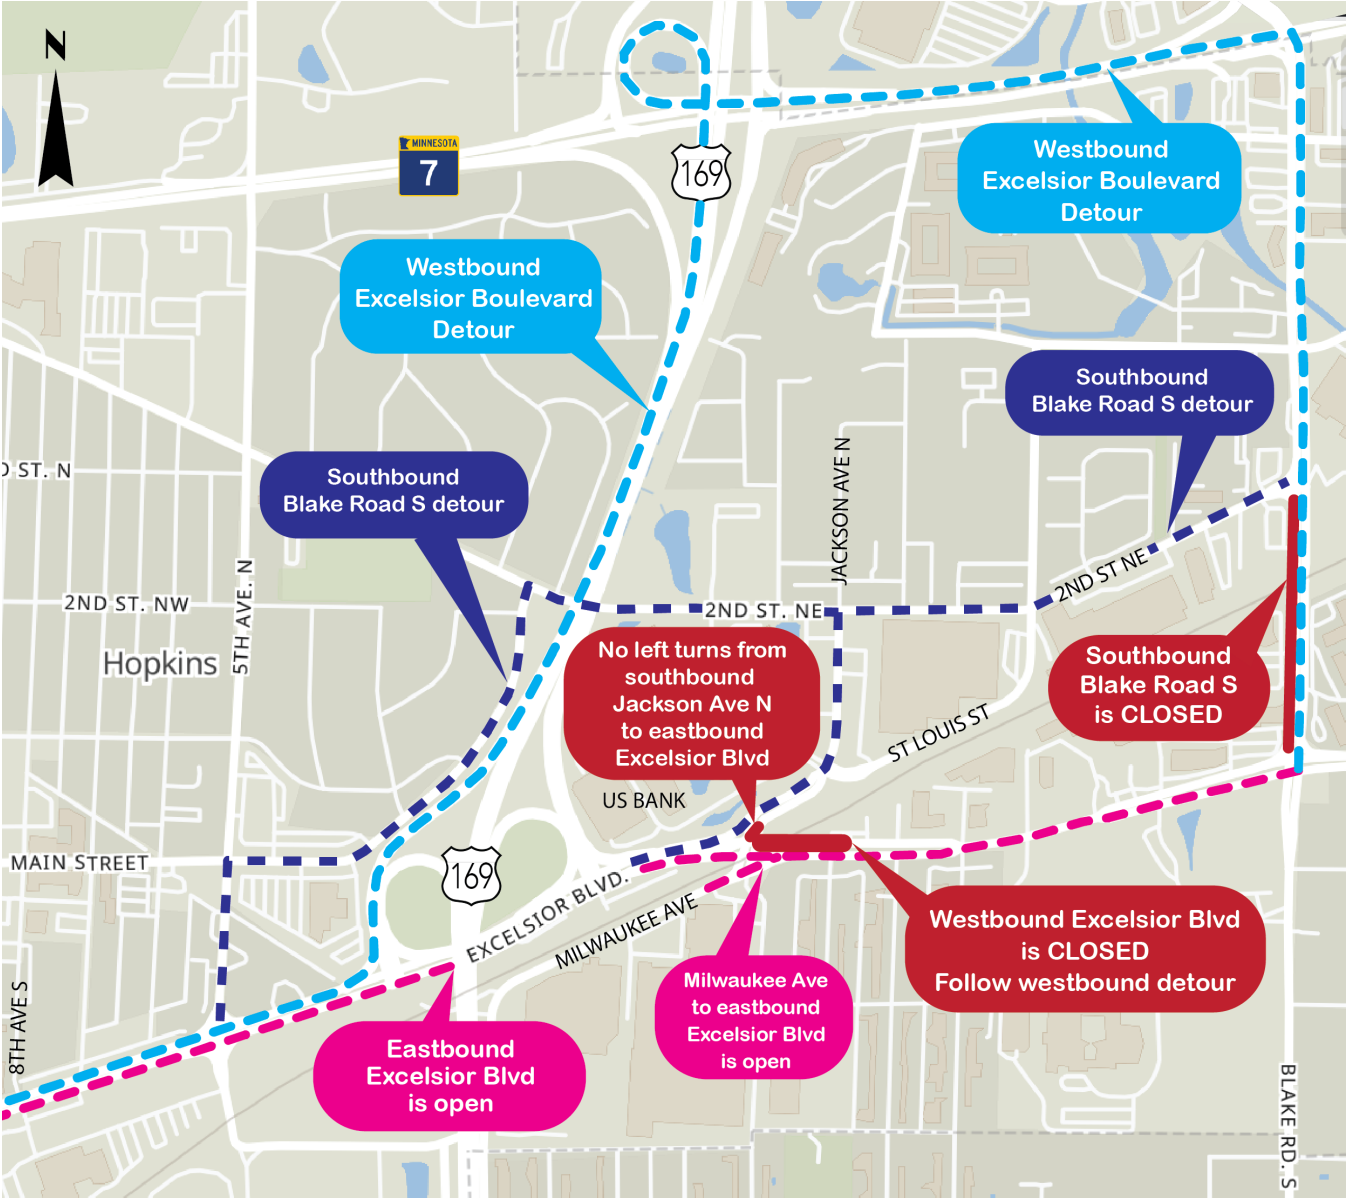 N
MINNESOTA
7
169
Westbound
Excelsior Boulevard
Detour
Westbound
Excelsior Boulevard
Detour
Southbound
Blake Road S detour
Southbound
Blake Road S detour
D ST. N
JACKSON AVE N
2ND ST NE
2ND ST. NW
5TH AVE. N
2ND ST. NE
Hopkins
No left turns from
southbound
Jackson Ave N
to eastbound
Excelsior Blvd
Southbound
Blake Road S
is CLOSED
ST LOUIS ST
US BANK
MAIN STREET
169
EXCELSIOR BLVD.
MILWAUKEE AVE
Westbound Excelsior Blvd
is CLOSED
Follow westbound detour
Milwaukee Ave
to eastbound
Excelsior Blvd
is open
8TH AVE S
Eastbound
Excelsior Blvd
is open
BLAKE RD. S